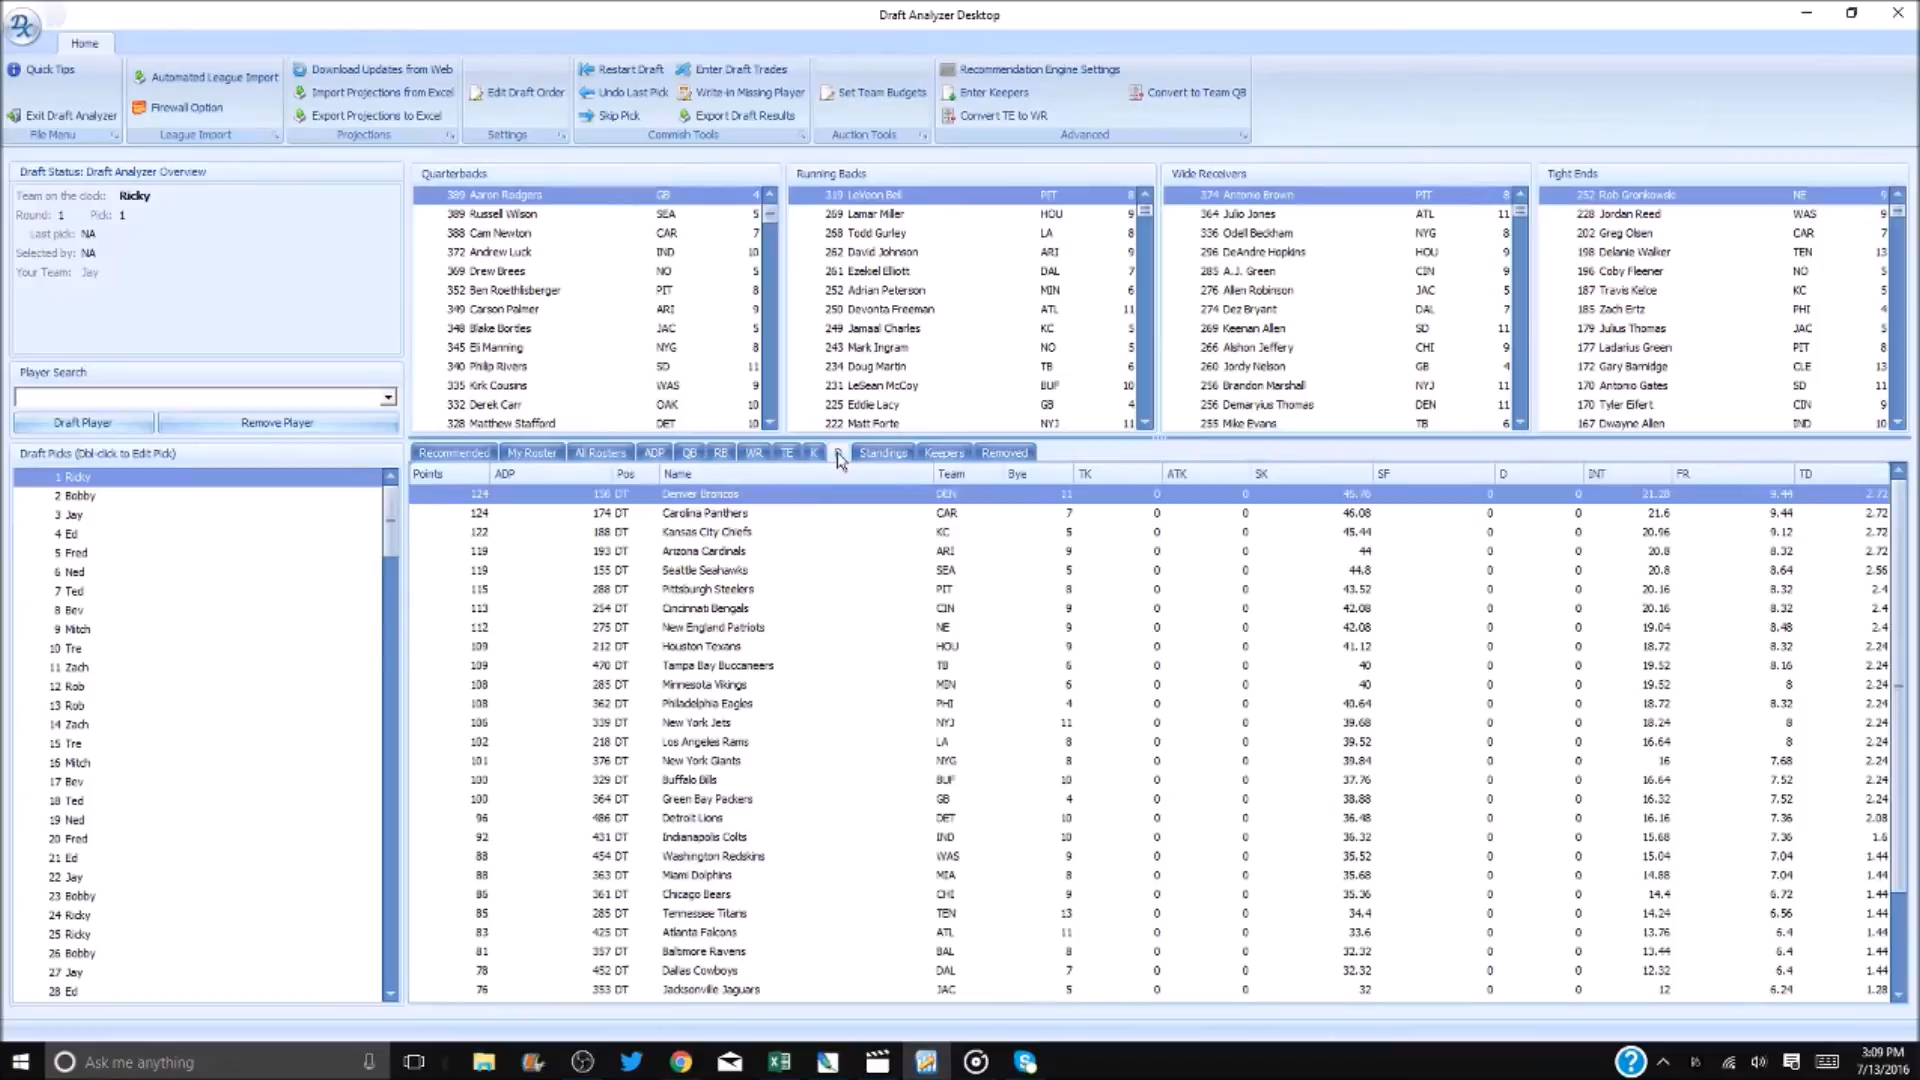 Draft Analyzer Desktop
Home
Quick Tips
Exit Draft Analyzer
File Menu
Automated League Import
Firewall Option
League Import
Download Updates from Web
Import Projections from Excel
Export Projections to Excel
Projections
Edit Draft Order
Settings
Restart Draft
Enter Draft Trades
Undo Last Pick
Write-in Missing Player
Skip Pick
Export Draft Results
Commish Tools
Set Team Budgets
Auction Tools
Recommendation Engine Settings
Enter Keepers
Convert to Team QB
Convert TE to WR
Advanced
Draft Status: Draft Analyzer Overview
Team on the clock: Ricky
Round: 1 Pick: 1
Last pick: NA
Selected by: NA
Your Team: Jay
Player Search
Draft Player
Remove Player
Draft Picks (Dbl-click to Edit Pick)
1 Ricky
2 Bobby
3 Jay
4 Ed
5 Fred
6 Ned
7 Ted
8 Bev
9 Mitch
10 Tre
11 Zach
12 Rob
13 Rob
14 Zach
15 Tre
16 Mitch
17 Bev
18 Ted
19 Ned
20 Fred
21 Ed
22 Jay
23 Bobby
24 Ricky
25 Ricky
26 Bobby
27 Jay
28 Ed
Quarterbacks
389 Aaron Rodgers GB 4
389 Russell Wilson SEA 5
388 Cam Newton CAR 7
372 Andrew Luck IND 10
369 Drew Brees NO 5
352 Ben Roethlisberger PIT 8
349 Carson Palmer ARI 9
348 Blake Bortles JAC 5
345 Eli Manning NYG 8
340 Philip Rivers SD 11
335 Kirk Cousins WAS 9
332 Derek Carr OAK 10
328 Matthew Stafford DET 10
Running Backs
319 LeVeon Bell PIT 8
269 Lamar Miller HOU 9
268 Todd Gurley LA 8
262 David Johnson ARI 9
261 Ezekiel Elliott DAL 7
252 Adrian Peterson MIN 6
250 Devonta Freeman ATL 11
249 Jamaal Charles KC 5
243 Mark Ingram NO 5
234 Doug Martin TB 6
231 LeSean McCoy BUF 10
225 Eddie Lacy GB 4
222 Matt Forte NYJ 11
Wide Receivers
374 Antonio Brown PIT 8
364 Julio Jones ATL 11
336 Odell Beckham NYG 8
296 DeAndre Hopkins HOU 9
285 A.J. Green CIN 9
276 Allen Robinson JAC 5
274 Dez Bryant DAL 7
269 Keenan Allen SD 11
266 Alshon Jeffery CHI 9
260 Jordy Nelson GB 4
256 Brandon Marshall NYJ 11
256 Demaryius Thomas DEN 11
255 Mike Evans TB 6
Tight Ends
252 Rob Gronkowski NE 9
228 Jordan Reed WAS 9
202 Greg Olsen CAR 7
198 Delanie Walker TEN 13
196 Coby Fleener NO 5
187 Travis Kelce KC 5
185 Zach Ertz PHI 4
179 Julius Thomas JAC 5
177 Ladarius Green PIT 8
172 Gary Barnidge CLE 13
170 Antonio Gates SD 11
170 Tyler Eifert CIN 9
167 Dwayne Allen IND 10
Recommended My Roster All Rosters ADP QB RB WR TE K Standings Keepers Removed
Points ADP Pos Name Team Bye TK ATK SK SF D INT FR TD
124 156 DT Denver Broncos DEN 11 0 0 45.76 0 0 21.28 9.44 2.72
124 174 DT Carolina Panthers CAR 7 0 0 46.08 0 0 21.6 9.44 2.72
122 188 DT Kansas City Chiefs KC 5 0 0 45.44 0 0 20.96 9.12 2.72
119 193 DT Arizona Cardinals ARI 9 0 0 44 0 0 20.8 8.32 2.72
119 155 DT Seattle Seahawks SEA 5 0 0 44.8 0 0 20.8 8.64 2.56
115 288 DT Pittsburgh Steelers PIT 8 0 0 43.52 0 0 20.16 8.32 2.4
113 254 DT Cincinnati Bengals CIN 9 0 0 42.08 0 0 20.16 8.32 2.4
112 275 DT New England Patriots NE 9 0 0 42.08 0 0 19.04 8.48 2.4
109 212 DT Houston Texans HOU 9 0 0 41.12 0 0 18.72 8.32 2.24
109 470 DT Tampa Bay Buccaneers TB 6 0 0 40 0 0 19.52 8.16 2.24
108 285 DT Minnesota Vikings MIN 6 0 0 40 0 0 19.52 8 2.24
108 362 DT Philadelphia Eagles PHI 4 0 0 40.64 0 0 18.72 8.32 2.24
106 339 DT New York Jets NYJ 11 0 0 39.68 0 0 18.24 8 2.24
102 218 DT Los Angeles Rams LA 8 0 0 39.52 0 0 16.64 8 2.24
101 376 DT New York Giants NYG 8 0 0 39.84 0 0 16 7.68 2.24
100 329 DT Buffalo Bills BUF 10 0 0 37.76 0 0 16.64 7.52 2.24
100 364 DT Green Bay Packers GB 4 0 0 38.88 0 0 16.32 7.52 2.24
96 486 DT Detroit Lions DET 10 0 0 36.48 0 0 16.16 7.36 2.08
92 431 DT Indianapolis Colts IND 10 0 0 36.32 0 0 15.68 7.36 1.6
88 454 DT Washington Redskins WAS 9 0 0 35.52 0 0 15.04 7.04 1.44
88 363 DT Miami Dolphins MIA 8 0 0 35.68 0 0 14.88 7.04 1.44
86 361 DT Chicago Bears CHI 9 0 0 35.36 0 0 14.4 6.72 1.44
85 285 DT Tennessee Titans TEN 13 0 0 34.4 0 0 14.24 6.56 1.44
83 425 DT Atlanta Falcons ATL 11 0 0 33.6 0 0 13.76 6.4 1.44
81 357 DT Baltimore Ravens BAL 8 0 0 32.32 0 0 13.44 6.4 1.44
78 452 DT Dallas Cowboys DAL 7 0 0 32.32 0 0 12.32 6.4 1.44
76 353 DT Jacksonville Jaguars JAC 5 0 0 32 0 0 12 6.24 1.28
Ask me anything
3:09 PM
7/13/2016